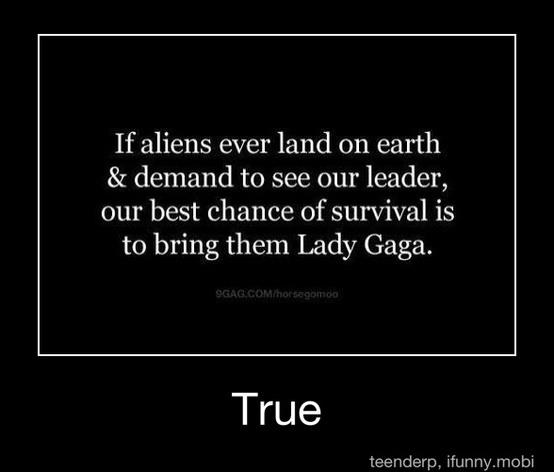 If aliens ever land on earth
& demand to see our leader,
our best chance of survival is
to bring them Lady Gaga.
9GAG.COM/horsegomoo
True
teenderp, ifunny.mobi